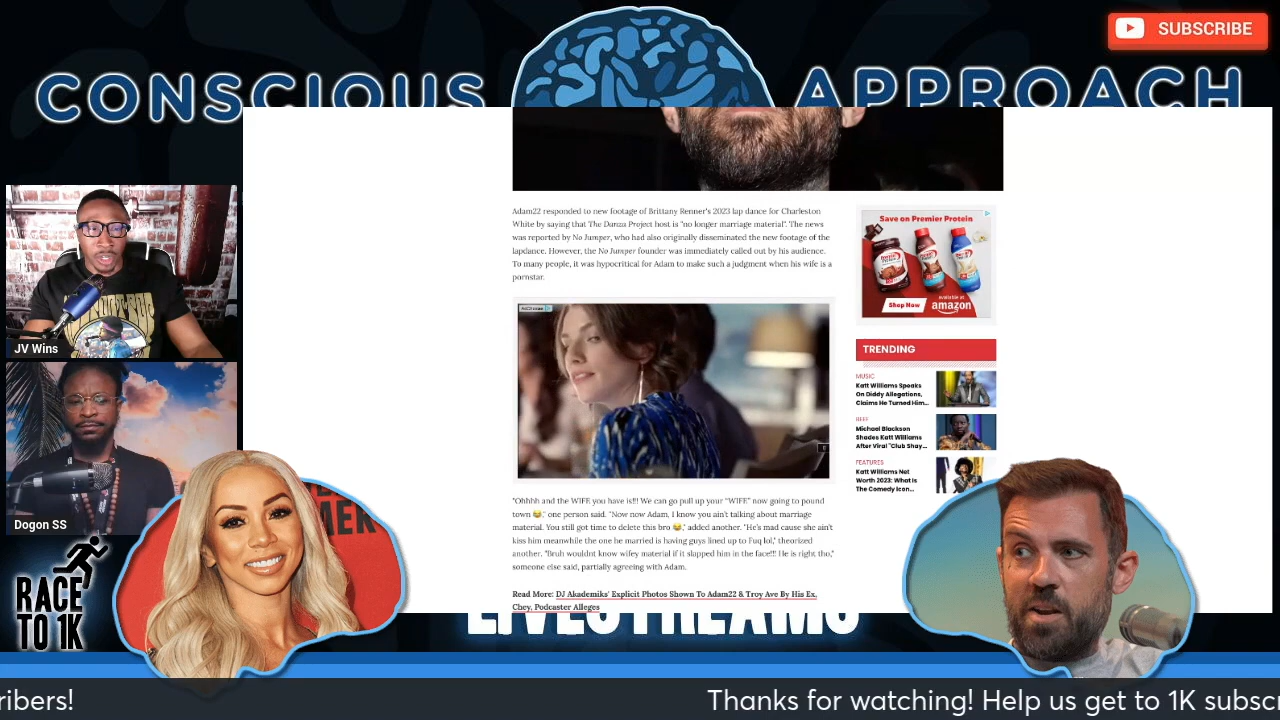 SUBSCRIBE
CONSCIOUS
APPROACH
JV Wins
Dogon SS
Adam22 responded to new footage of Brittany Renner's 2023 lap dance for Charleston
White by saying that The Danza Project host is "no longer marriage material". The news
was reported by No Jumper, who had also originally disseminated the new footage of the
lapdance. However, the No Jumper founder was immediately called out by his audience.
To many people, it was hypocritical for Adam to make such a judgment when his wife is a
pornstar.
"Ohhhh and the WIFE you have is!!! We can go pull up your "WIFE" now going to pound
town 😂," one person said. "Now now Adam, I know you ain't talking about marriage
material. You still got time to delete this bro 😂," added another. "He's mad cause she ain't
kiss him meanwhile the one he married is having guys lined up to Fuq lol," theorized
another. "Bruh wouldnt know wifey material if it slapped him in the face!!! He is right tho,"
someone else said, partially agreeing with Adam.
Read More: DJ Akademiks' Explicit Photos Shown To Adam22 & Troy Ave By His Ex,
Chey, Podcaster Alleges
Save on Premier Protein
Shop Now
available at
amazon
TRENDING
MUSIC
Katt Williams Speaks
On Diddy Allegations,
Claims He Turned Him...
BEEF
Michael Blackson
Shades Katt Williams
After Viral "Club Shay...
FEATURES
Katt Williams Net
Worth 2023: What Is
The Comedy Icon...
RACE
TO 1K
LIVESTREAMS
ribers!
Thanks for watching! Help us get to 1K subsc